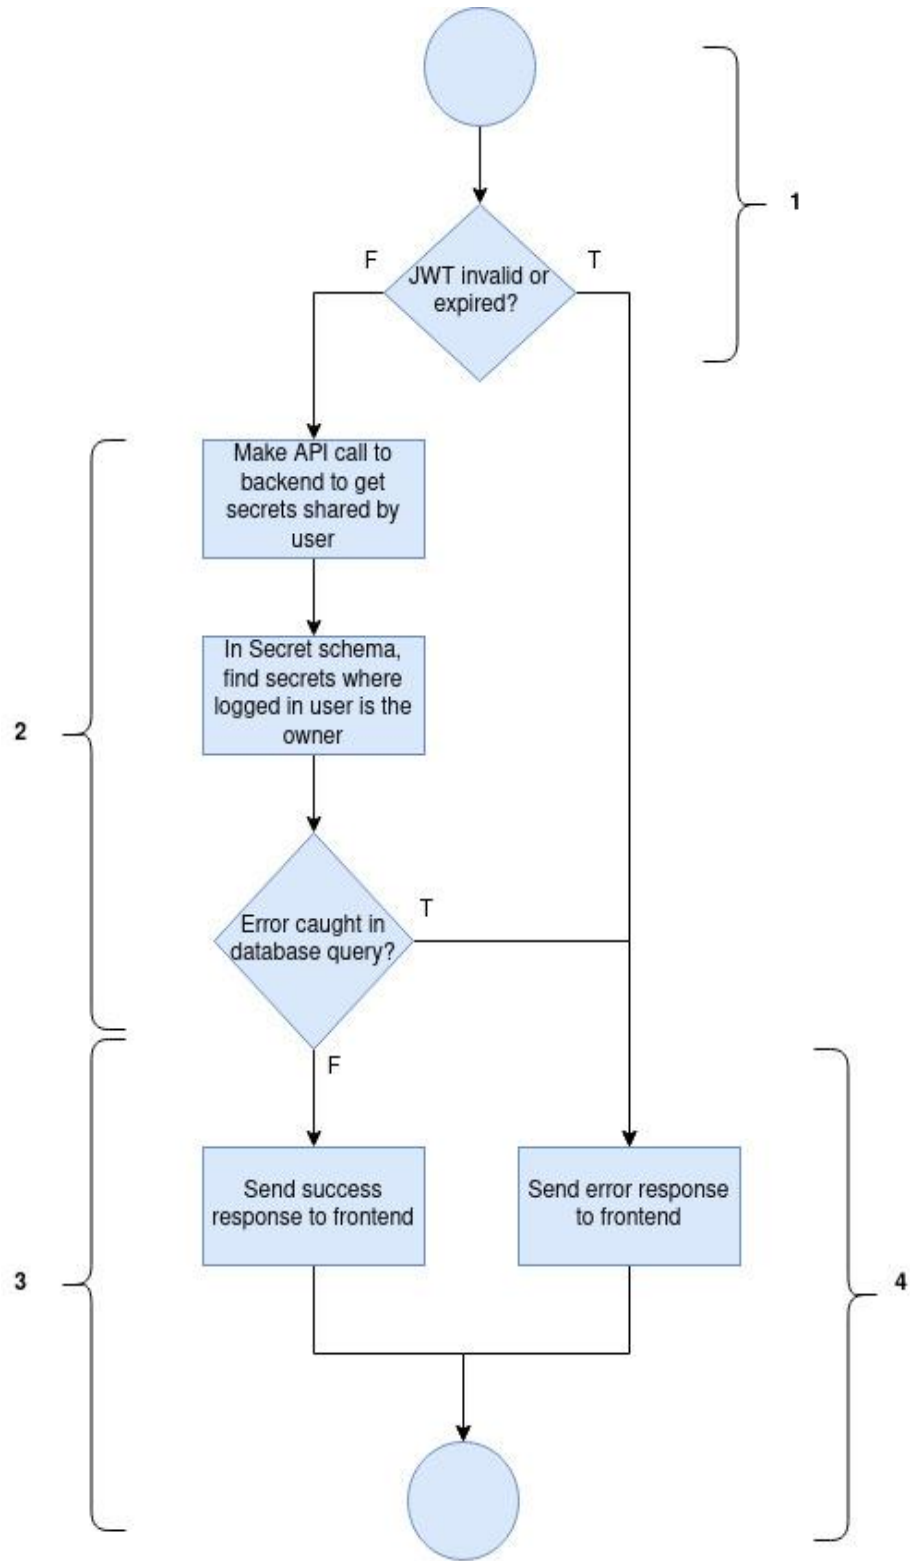 1
F
T
JWT invalid or
expired?
Make API call to
backend to get
secrets shared by
user
In Secret schema,
find secrets where
logged in user is the
owner
2
Error caught in
database query?
T
F
Send success
response to frontend
Send error response
to frontend
3
4